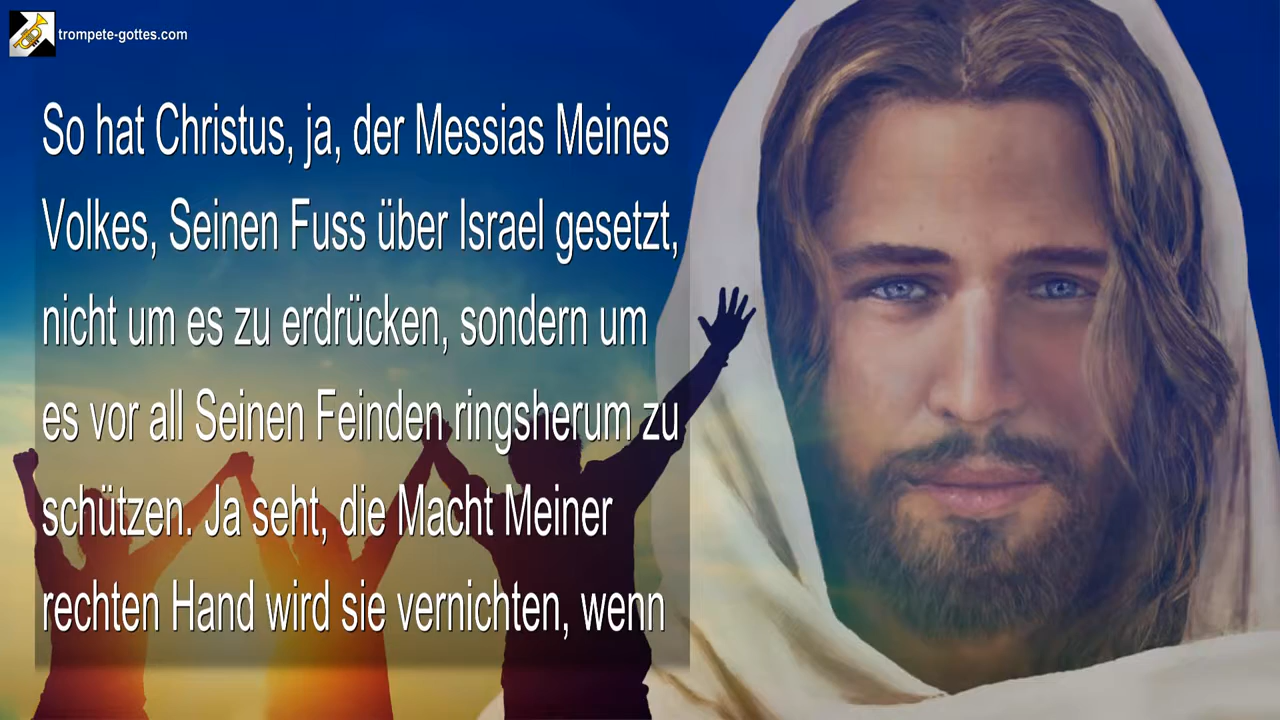 trompete-gottes.com
So hat Christus, ja, der Messias Meines
Volkes, Seinen Fuss über Israel gesetzt,
nicht um es zu erdrücken, sondern um
es vor all Seinen Feinden ringsherum zu
schützen. Ja seht, die Macht Meiner
rechten Hand wird sie vernichten, wenn